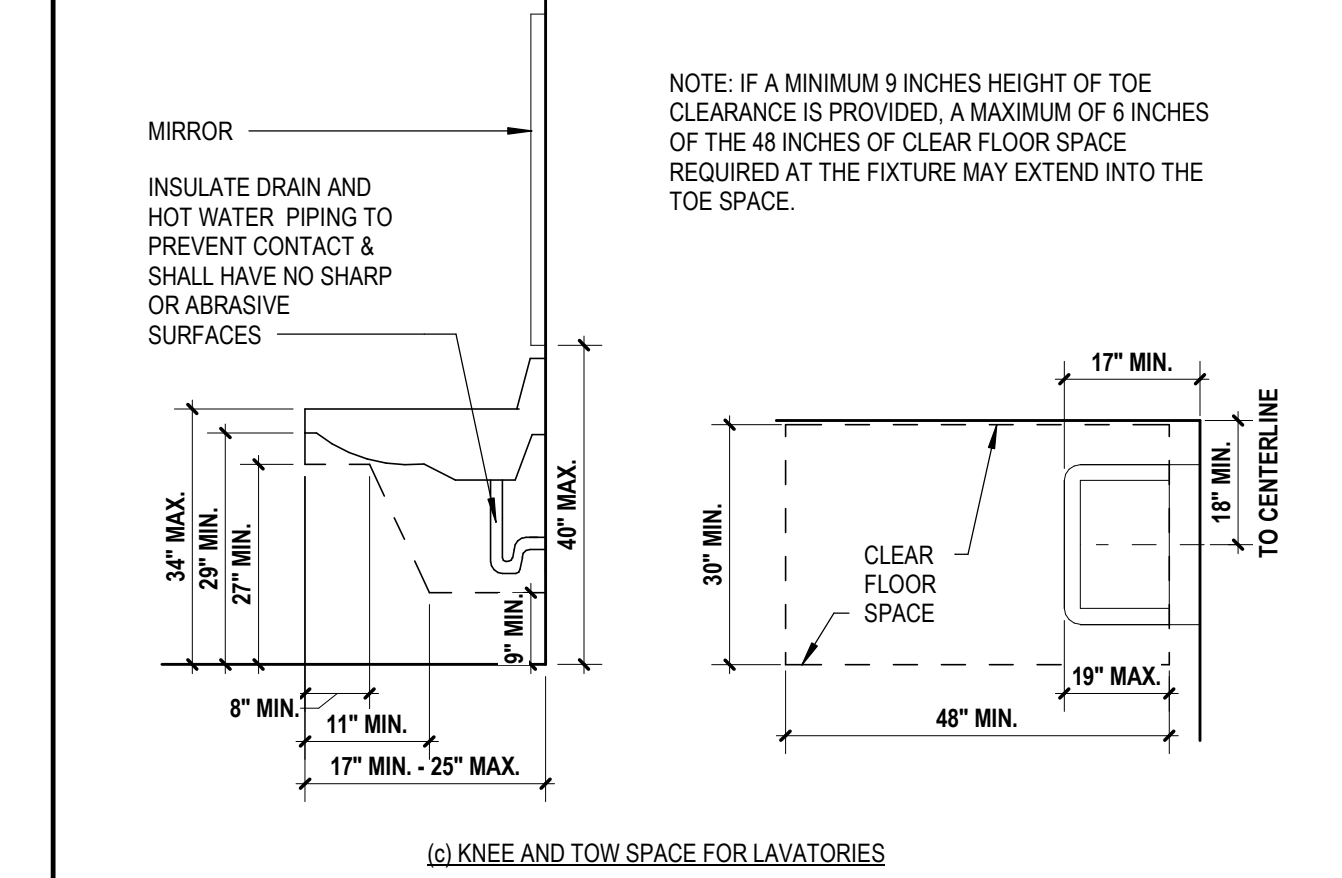 MIRROR
INSULATE DRAIN AND
HOT WATER PIPING TO
PREVENT CONTACT &
SHALL HAVE NO SHARP
OR ABRASIVE
SURFACES
34" MAX.
29" MIN.
27" MIN.
40" MAX.
9" MIN.
8" MIN.
11" MIN.
17" MIN. - 25" MAX.
NOTE: IF A MINIMUM 9 INCHES HEIGHT OF TOE
CLEARANCE IS PROVIDED, A MAXIMUM OF 6 INCHES
OF THE 48 INCHES OF CLEAR FLOOR SPACE
REQUIRED AT THE FIXTURE MAY EXTEND INTO THE
TOE SPACE.
17" MIN.
18" MIN.
TO CENTERLINE
30" MIN.
CLEAR
FLOOR
SPACE
19" MAX.
48" MIN.
(c) KNEE AND TOW SPACE FOR LAVATORIES